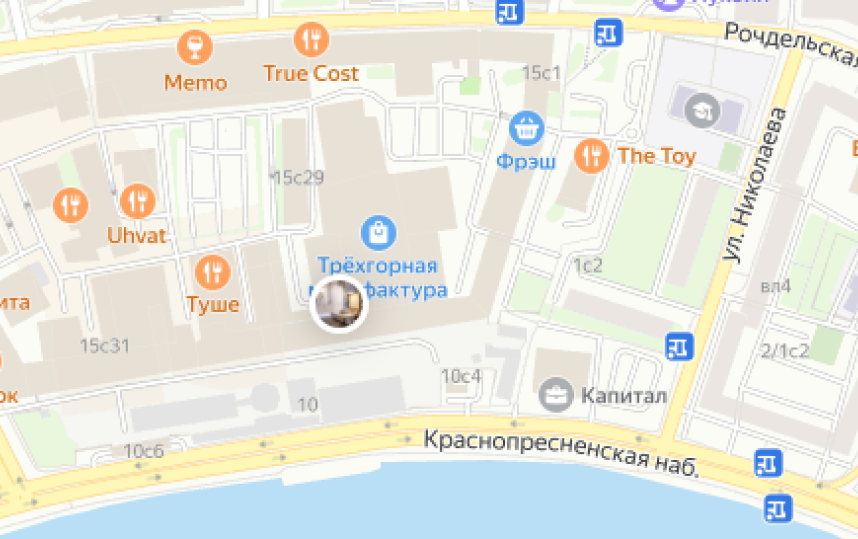 Рочдельская
Memo
True Cost
15с1
Фрэш
The Toy
ул. Николаева
15с29
Uhvat
Трёхгорная
Туше
1с2
вл4
15с31
2/1с2
10с4
Капитал
10
10с6
Краснопресненская наб.